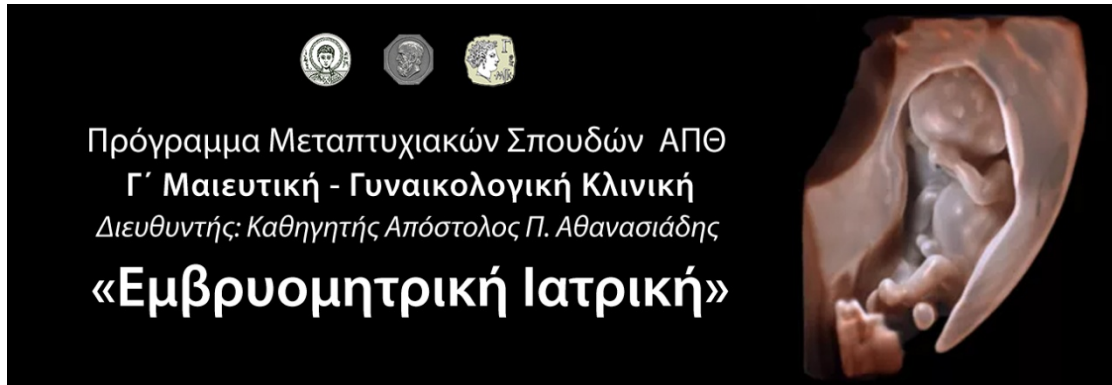 Πρόγραμμα Μεταπτυχιακών Σπουδών ΑΠΘ
Γ΄ Μαιευτική - Γυναικολογική Κλινική
Διευθυντής: Καθηγητής Απόστολος Π. Αθανασιάδης
«Εμβρυομητρική Ιατρική»